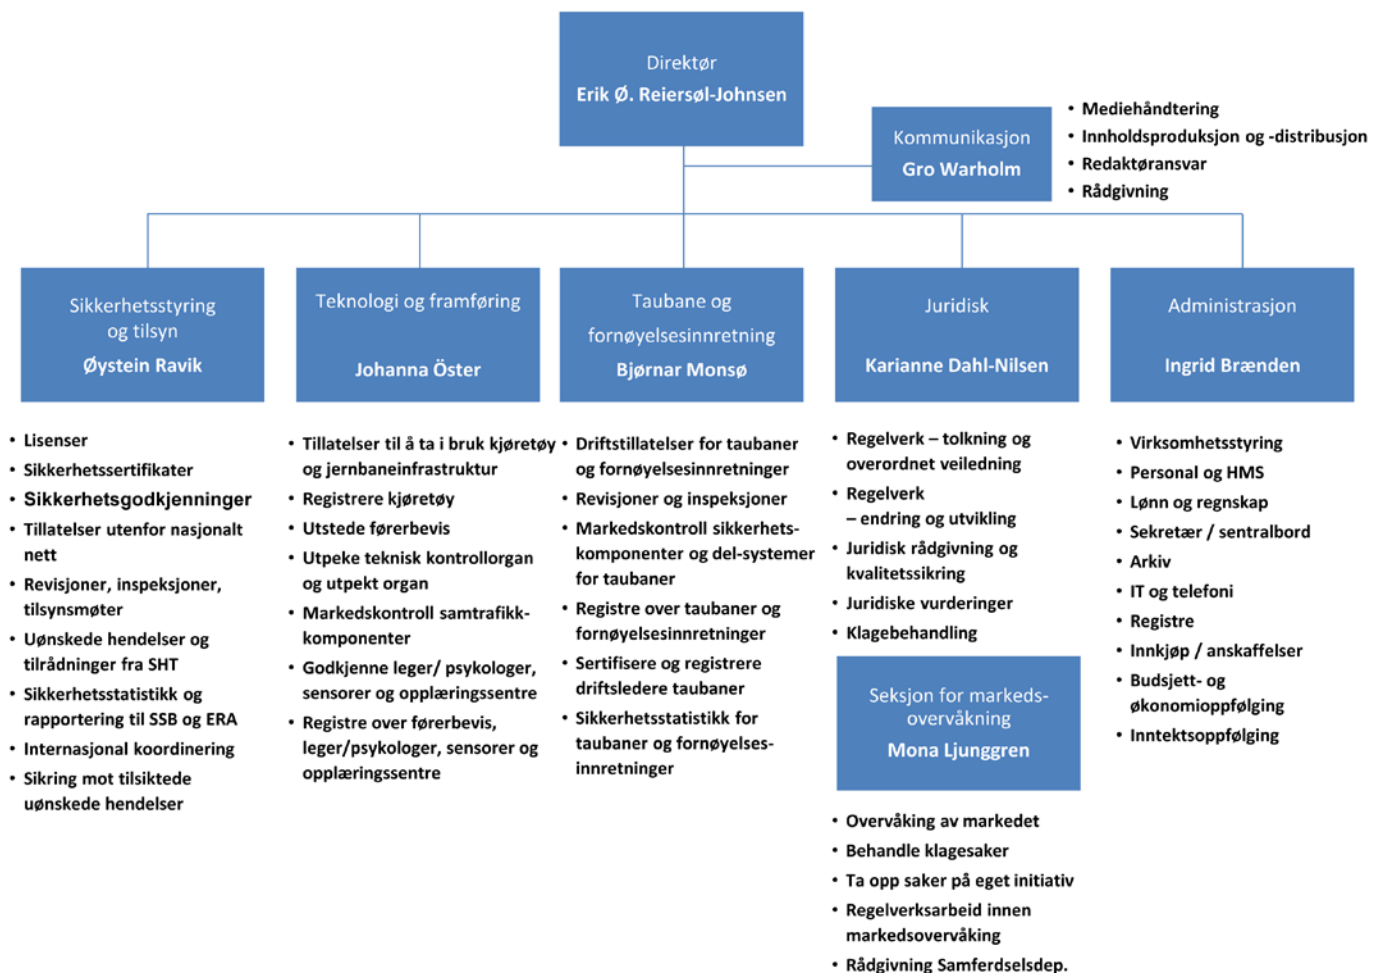 Direktør
Erik Ø. Reiersøl-Johnsen
Kommunikasjon
Gro Warholm
• Mediehåndtering
• Innholdsproduksjon og -distribusjon
• Redaktøransvar
• Rådgivning
Sikkerhetsstyring
og tilsyn
Øystein Ravik
• Lisenser
• Sikkerhetssertifikater
• Sikkerhetsgodkjenninger
• Tillatelser utenfor nasjonalt
nett
• Revisjoner, inspeksjoner,
tilsynsmøter
• Uønskede hendelser og
tilrådninger fra SHT
• Sikkerhetsstatistikk og
rapportering til SSB og ERA
• Internasjonal koordinering
• Sikring mot tilsiktede
uønskede hendelser
Teknologi og framføring
Johanna Öster
• Tillatelser til å ta i bruk kjøretøy
og jernbaneinfrastruktur
• Registrere kjøretøy
• Utstede førerbevis
• Utpeke teknisk kontrollorgan
og utpekt organ
• Markedskontroll samtrafikk-
komponenter
• Godkjenne leger/ psykologer,
sensorer og opplæringssentre
• Registre over førerbevis,
leger/psykologer, sensorer og
opplæringssentre
Taubane og
fornøyelsesinnretning
Bjørnar Monsø
• Driftstillatelser for taubaner
og fornøyelsesinnretninger
• Revisjoner og inspeksjoner
• Markedskontroll sikkerhets-
komponenter og del-systemer
for taubaner
• Registre over taubaner og
fornøyelsesinnretninger
• Sertifisere og registrere
driftsledere taubaner
• Sikkerhetsstatistikk for
taubaner og fornøyelses-
innretninger
Juridisk
Karianne Dahl-Nilsen
• Regelverk – tolkning og
overordnet veiledning
• Regelverk
– endring og utvikling
• Juridisk rådgivning og
kvalitetssikring
• Juridiske vurderinger
• Klagebehandling
Seksjon for markeds-
overvåkning
Mona Ljunggren
• Overvåking av markedet
• Behandle klagesaker
• Ta opp saker på eget initiativ
• Regelverksarbeid innen
markedsovervåking
• Rådgivning Samferdselsdep.
Administrasjon
Ingrid Brænden
• Virksomhetsstyring
• Personal og HMS
• Lønn og regnskap
• Sekretær / sentralbord
• Arkiv
• IT og telefoni
• Registre
• Innkjøp / anskaffelser
• Budsjett- og
økonomioppfølging
• Inntektsoppfølging